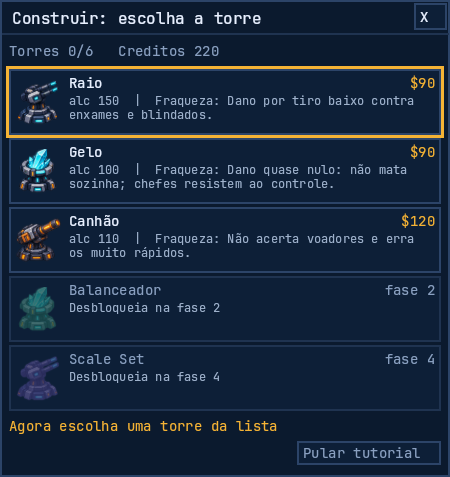 Construir: escolha a torre X
Torres 0/6 Creditos 220
Raio $90
alc 150 | Fraqueza: Dano por tiro baixo contra
enxames e blindados.
Gelo $90
alc 100 | Fraqueza: Dano quase nulo: não mata
sozinha; chefes resistem ao controle.
Canhão $120
alc 110 | Fraqueza: Não acerta voadores e erra
os muito rápidos.
Balanceador fase 2
Desbloqueia na fase 2
Scale Set fase 4
Desbloqueia na fase 4
Agora escolha uma torre da lista
Pular tutorial